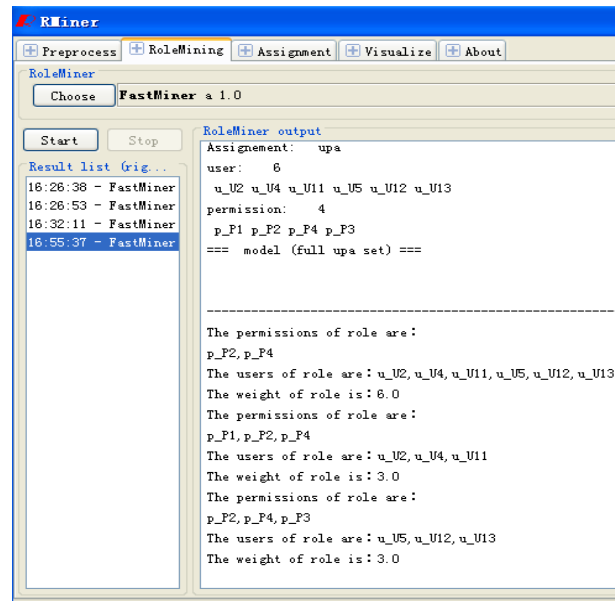 RMiner
Preprocess RoleMining Assignment Visualize About
RoleMiner
Choose FastMiner a 1.0
Start Stop
Result list (rig...
16:26:38 - FastMiner
16:26:53 - FastMiner
16:32:11 - FastMiner
16:55:37 - FastMiner
RoleMiner output
Assignement: upa
user: 6
u_U2 u_U4 u_U11 u_U5 u_U12 u_U13
permission: 4
p_P1 p_P2 p_P4 p_P3
=== model (full upa set) ===
--------------------------------------------------
The permissions of role are:
p_P2, p_P4
The users of role are: u_U2, u_U4, u_U11, u_U5, u_U12, u_U13
The weight of role is: 6.0
The permissions of role are:
p_P1, p_P2, p_P4
The users of role are: u_U2, u_U4, u_U11
The weight of role is: 3.0
The permissions of role are:
p_P2, p_P4, p_P3
The users of role are: u_U5, u_U12, u_U13
The weight of role is: 3.0